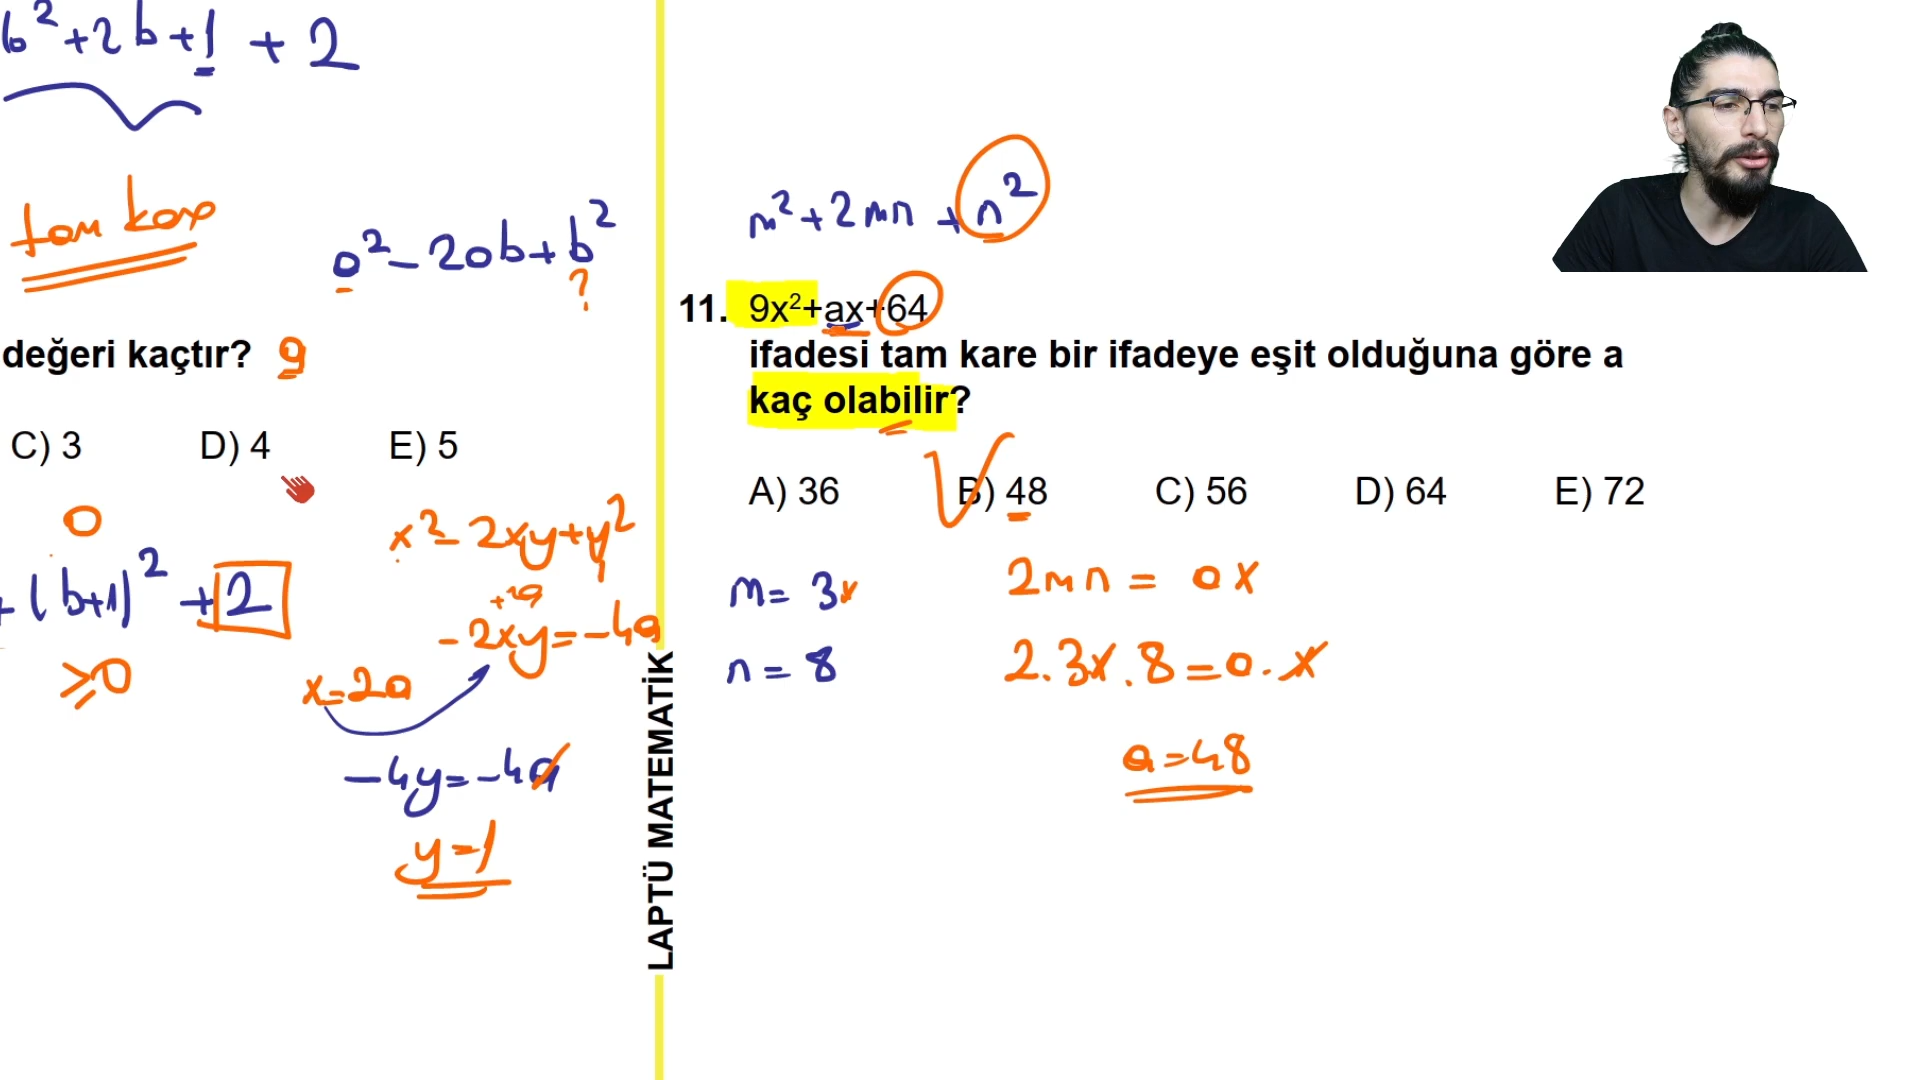 b²+2b+1 + 2
tam kare
a²-2ab+b²
?
değeri kaçtır? 9
C) 3 D) 4 E) 5
0
+(b+1)²+2
≥0
x²-2xy+y²
-2xy=-4a
x=2a
-4y=-4a
y=1
LAPTÜ MATEMATİK
m²+2mn+n²
11. 9x²+ax+64
ifadesi tam kare bir ifadeye eşit olduğuna göre a
kaç olabilir?
A) 36 B) 48 C) 56 D) 64 E) 72
m= 3x
n= 8
2mn = ax
2.3x.8=a.x
a=48